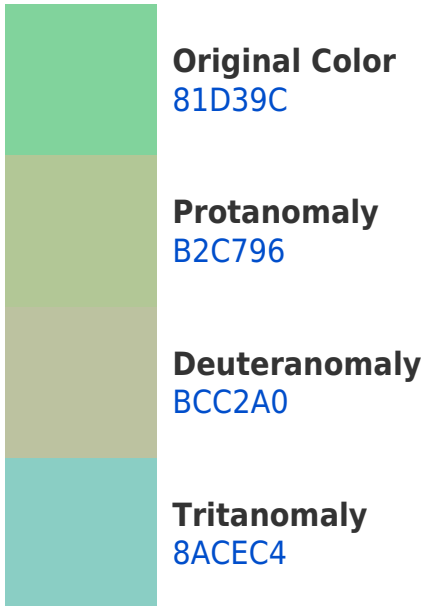 Original Color
81D39C
Protanomaly
B2C796
Deuteranomaly
BCC2A0
Tritanomaly
8ACEC4